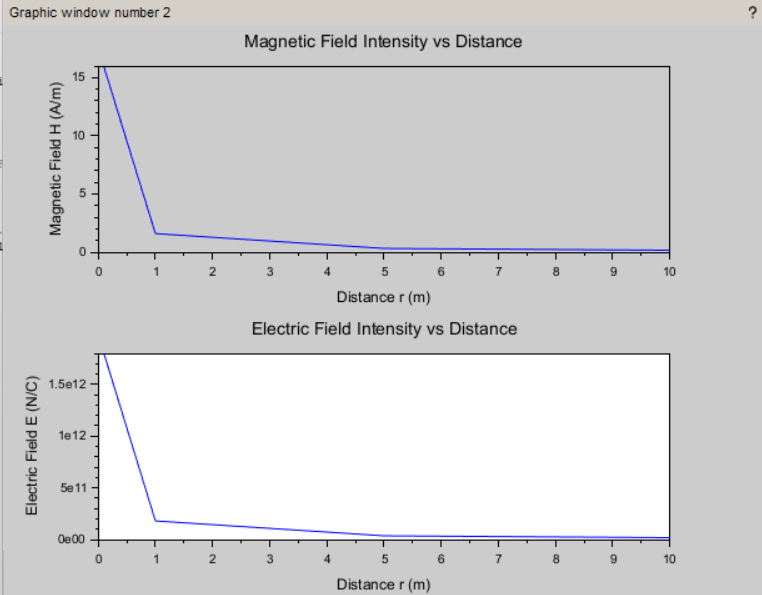 Graphic window number 2
?
Magnetic Field Intensity vs Distance
Magnetic Field H (A/m)
15
10
5
0
0 1 2 3 4 5 6 7 8 9 10
Distance r (m)
Electric Field Intensity vs Distance
Electric Field E (N/C)
1.5e12
1e12
5e11
0e00
0 1 2 3 4 5 6 7 8 9 10
Distance r (m)